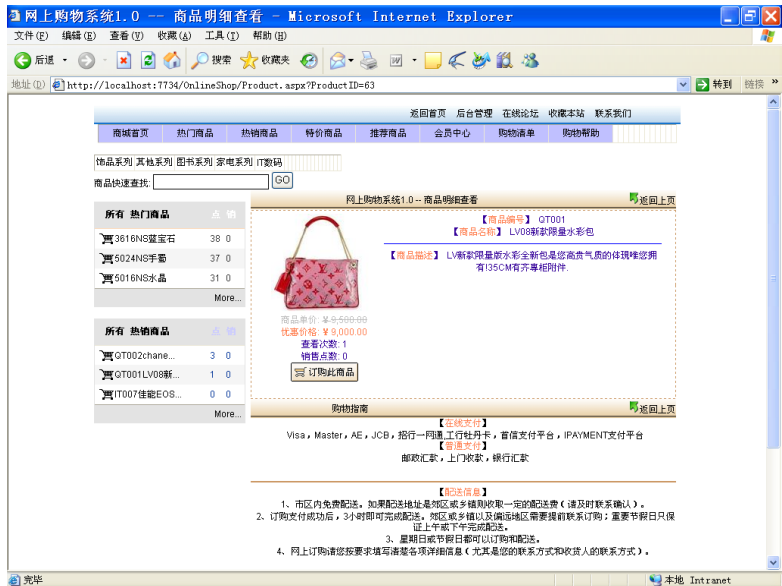 网上购物系统1.0 -- 商品明细查看 - Microsoft Internet Explorer
文件(F) 编辑(E) 查看(V) 收藏(A) 工具(T) 帮助(H)
后退 搜索 收藏夹
地址(D) http://localhost:7734/OnlineShop/Product.aspx?ProductID=63 转到 链接 »
返回首页 后台管理 在线论坛 收藏本站 联系我们
商城首页 热门商品 热销商品 特价商品 推荐商品 会员中心 购物清单 购物帮助
饰品系列 其他系列 图书系列 家电系列 IT数码
商品快速查找: GO
网上购物系统1.0 -- 商品明细查看 返回上页
所有 热门商品 点 销
3616NS蓝宝石 38 0
5024NS手蜀 37 0
5016NS水晶 31 0
More...
所有 热销商品 点 销
QT002chane... 3 0
QT001LV08新... 1 0
IT007佳能EOS... 0 0
More...
【商品编号】 QT001
【商品名称】 LV08新款限量水彩包
【商品描述】 LV新款限量版水彩全新包是您高贵气质的体现唯您拥
有!35CM有齐专柜附件.
商品单价: ¥ 9,500.00
优惠价格: ¥ 9,000.00
查看次数: 1
销售点数: 0
订购此商品
购物指南 返回上页
【在线支付】
Visa，Master，AE，JCB，招行一网通,工行牡丹卡，首信支付平台，IPAYMENT支付平台
【普通支付】
邮政汇款，上门收款，银行汇款
【配送信息】
1、市区内免费配送。如果配送地址是郊区或乡镇则收取一定的配送费（请及时联系确认）。
2、订购支付成功后，3小时即可完成配送。郊区或乡镇以及偏远地区需要提前联系订购；重要节假日只保
证上午或下午完成配送。
3、星期日或节假日都可以订购和配送。
4、网上订购请您按要求填写清楚各项详细信息（尤其是您的联系方式和收货人的联系方式）。
完毕 本地 Intranet